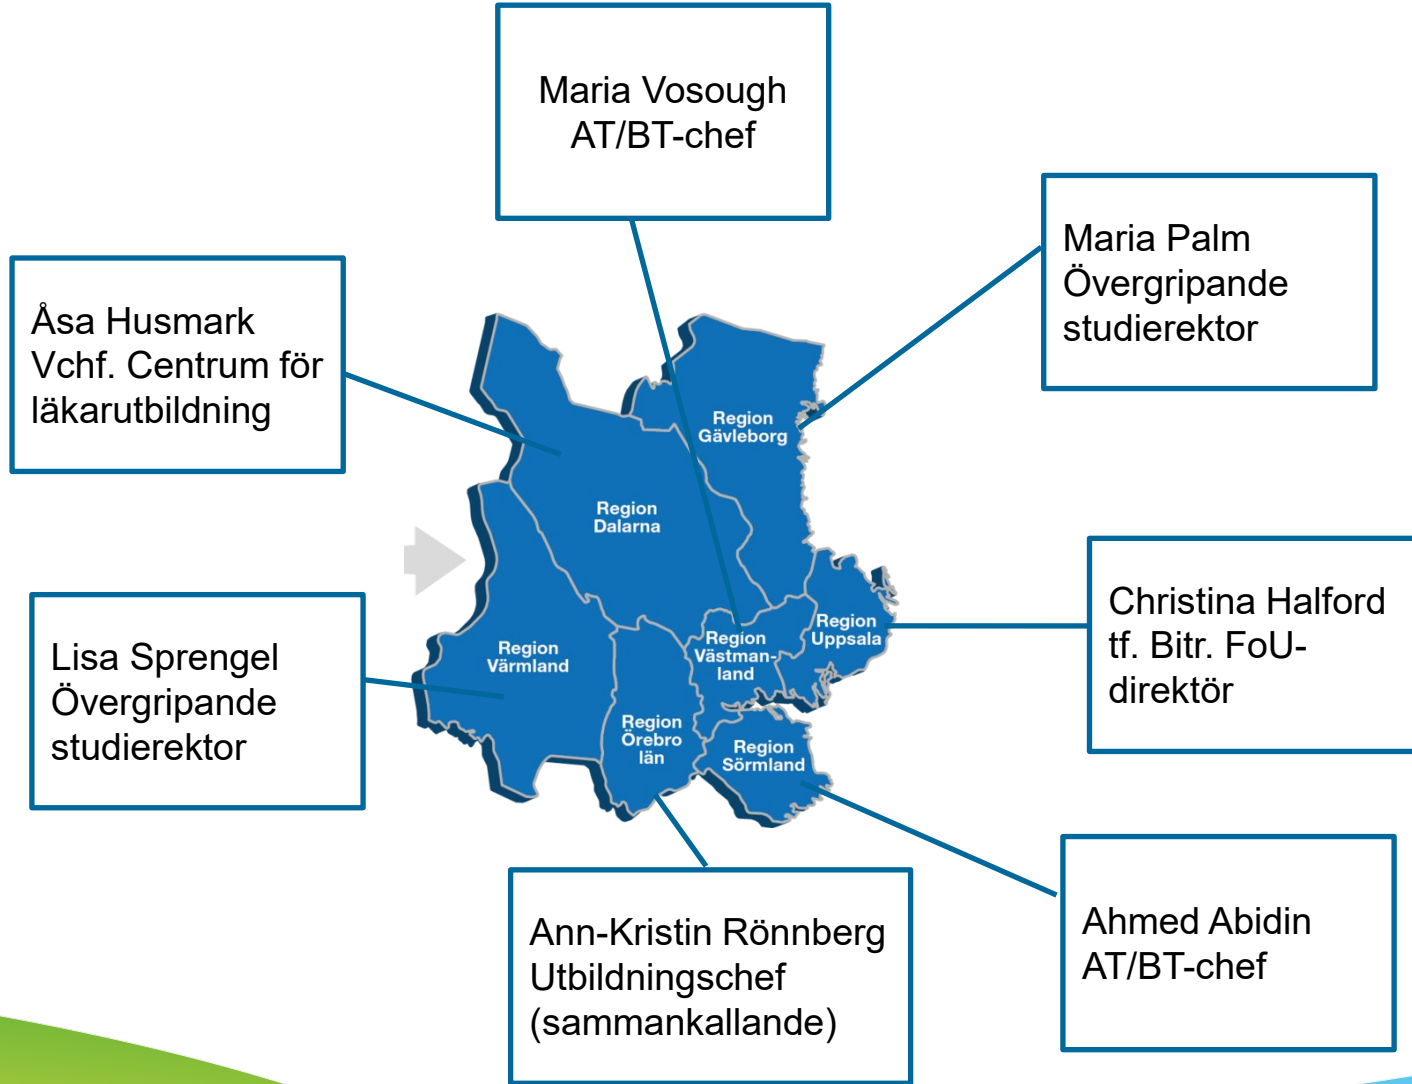 Maria Vosough
AT/BT-chef
Maria Palm
Övergripande
studierektor
Åsa Husmark
Vchf. Centrum för
läkarutbildning
Region
Gävleborg
Region
Dalarna
Christina Halford
tf. Bitr. FoU-
direktör
Lisa Sprengel
Övergripande
studierektor
Region
Värmland
Region
Västman-
land
Region
Uppsala
Region
Örebro
län
Region
Sörmland
Ann-Kristin Rönnberg
Utbildningschef
(sammankallande)
Ahmed Abidin
AT/BT-chef